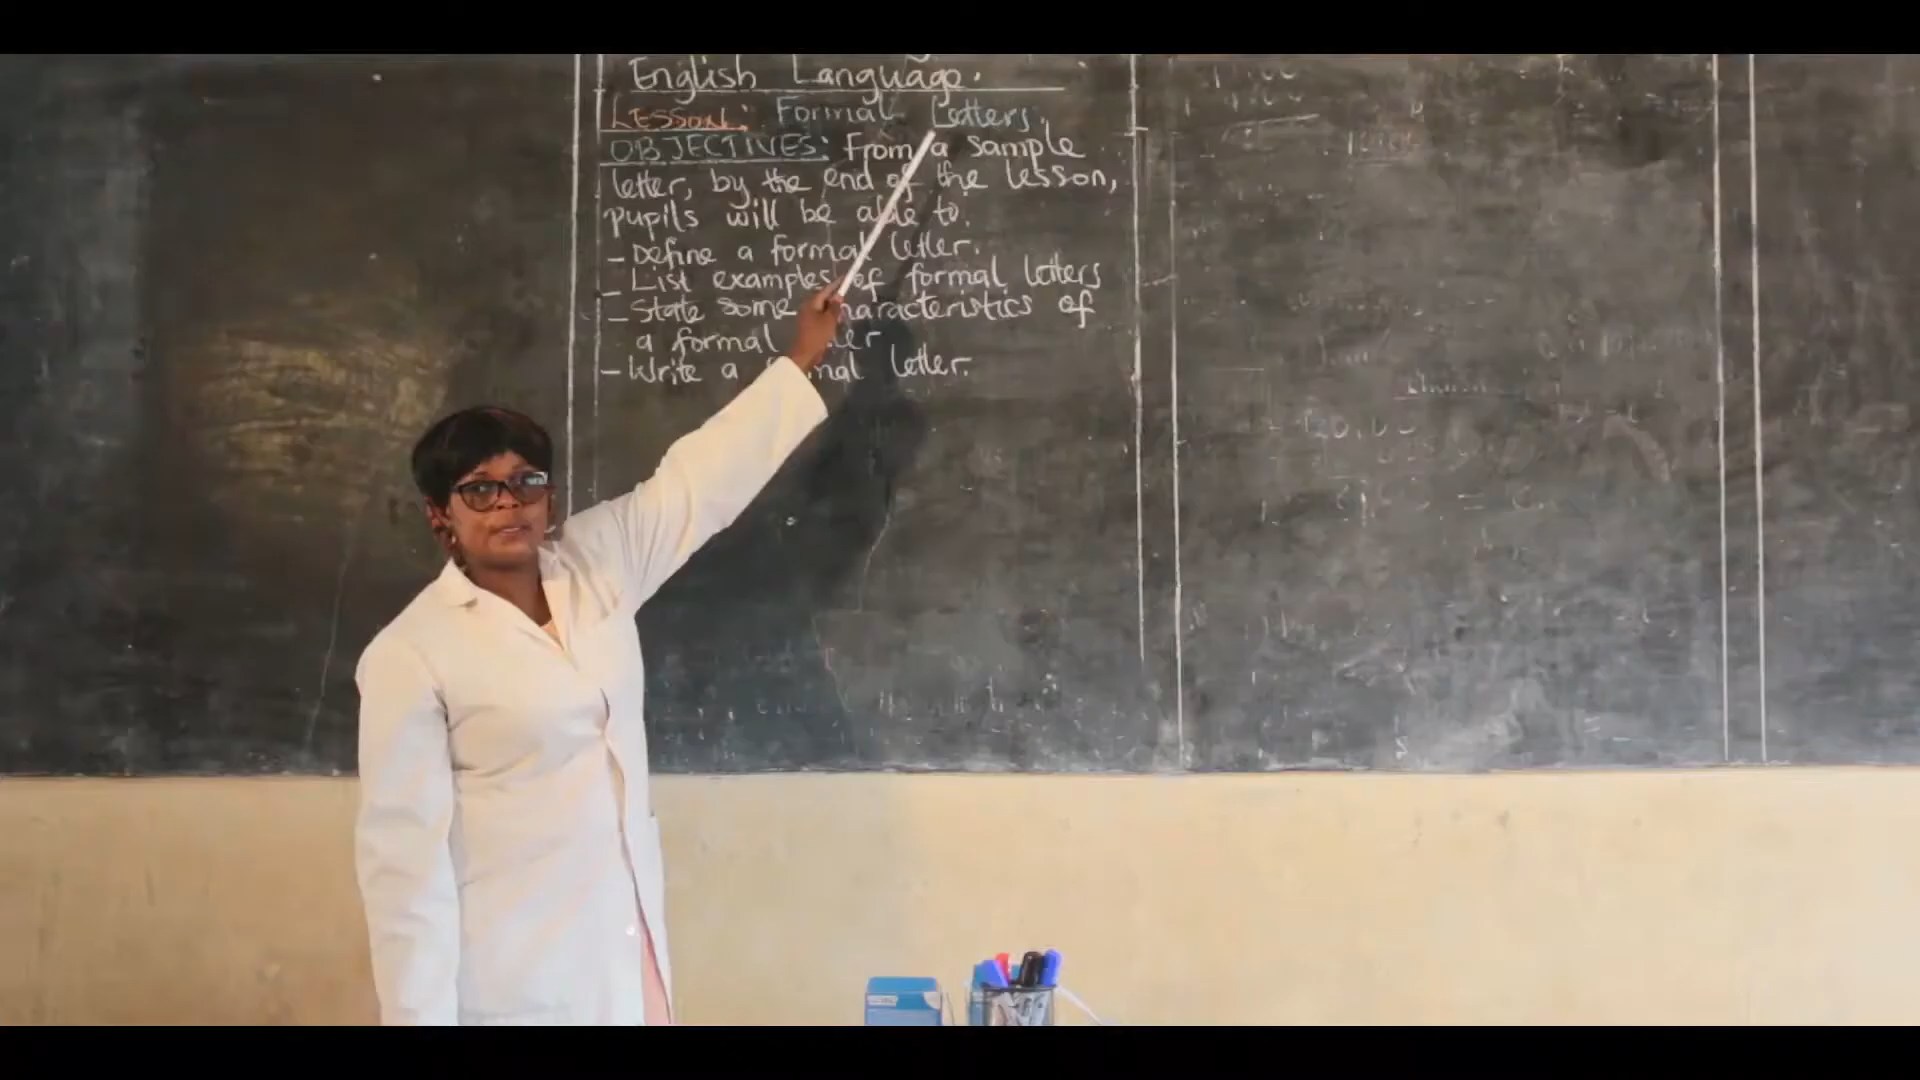 English Language.
LESSON: Formal Letters.
OBJECTIVES: From a sample
letter, by the end of the lesson,
pupils will be able to.
- Define a formal letter.
- List examples of formal letters
- State some characteristics of
a formal
- Write a formal letter.